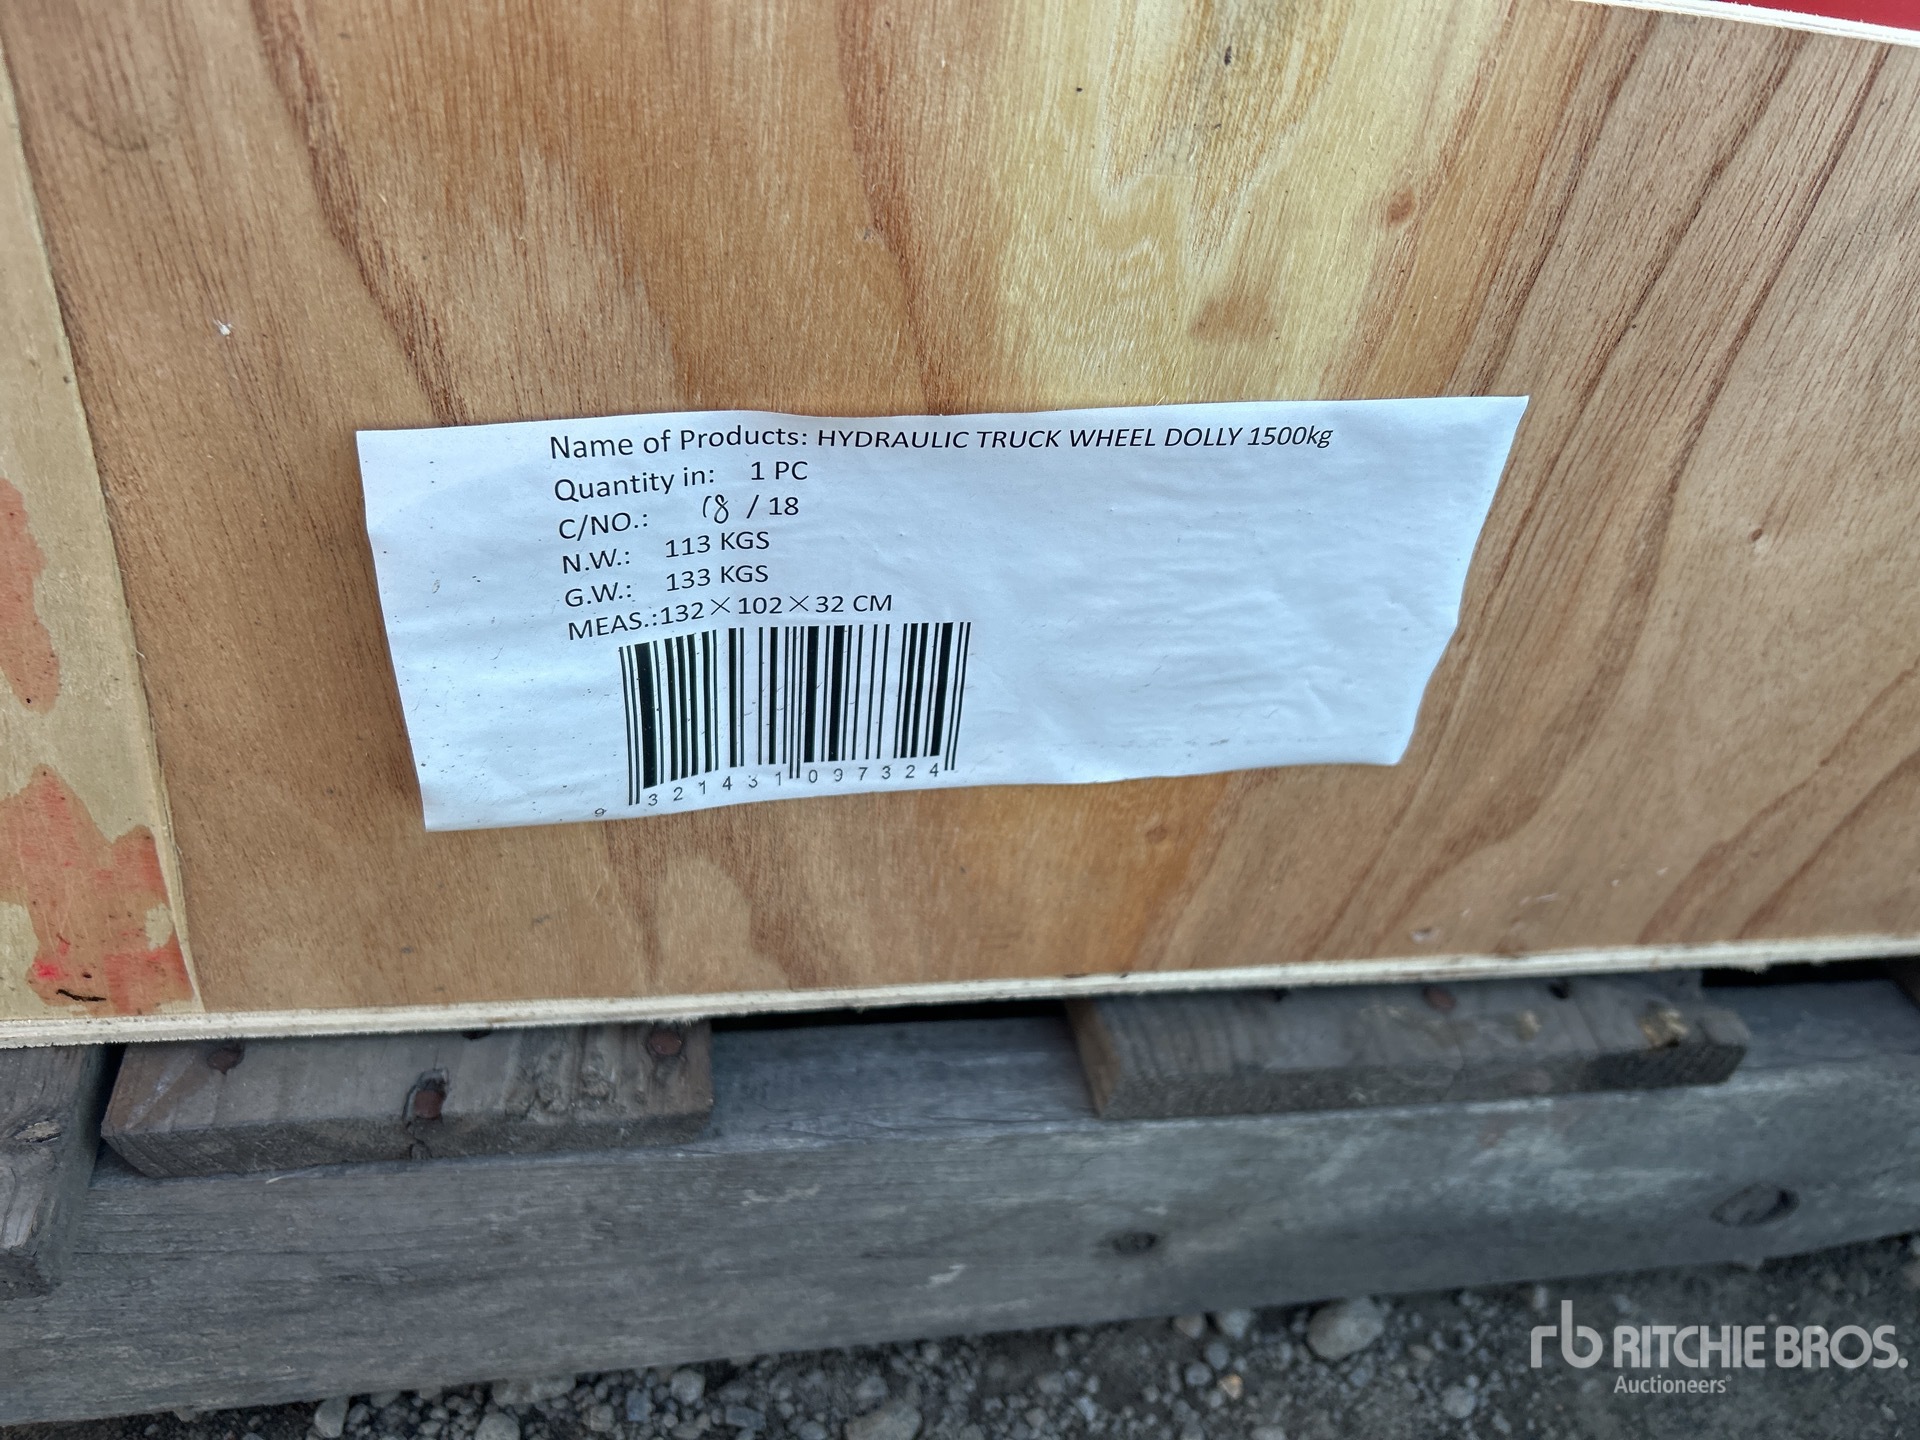 Name of Products: HYDRAULIC TRUCK WHEEL DOLLY 1500kg
Quantity in: 1 PC
C/NO.: 18 / 18
N.W.: 113 KGS
G.W.: 133 KGS
MEAS.:132×102×32 CM
9 321431 097324
rb RITCHIE BROS.
Auctioneers